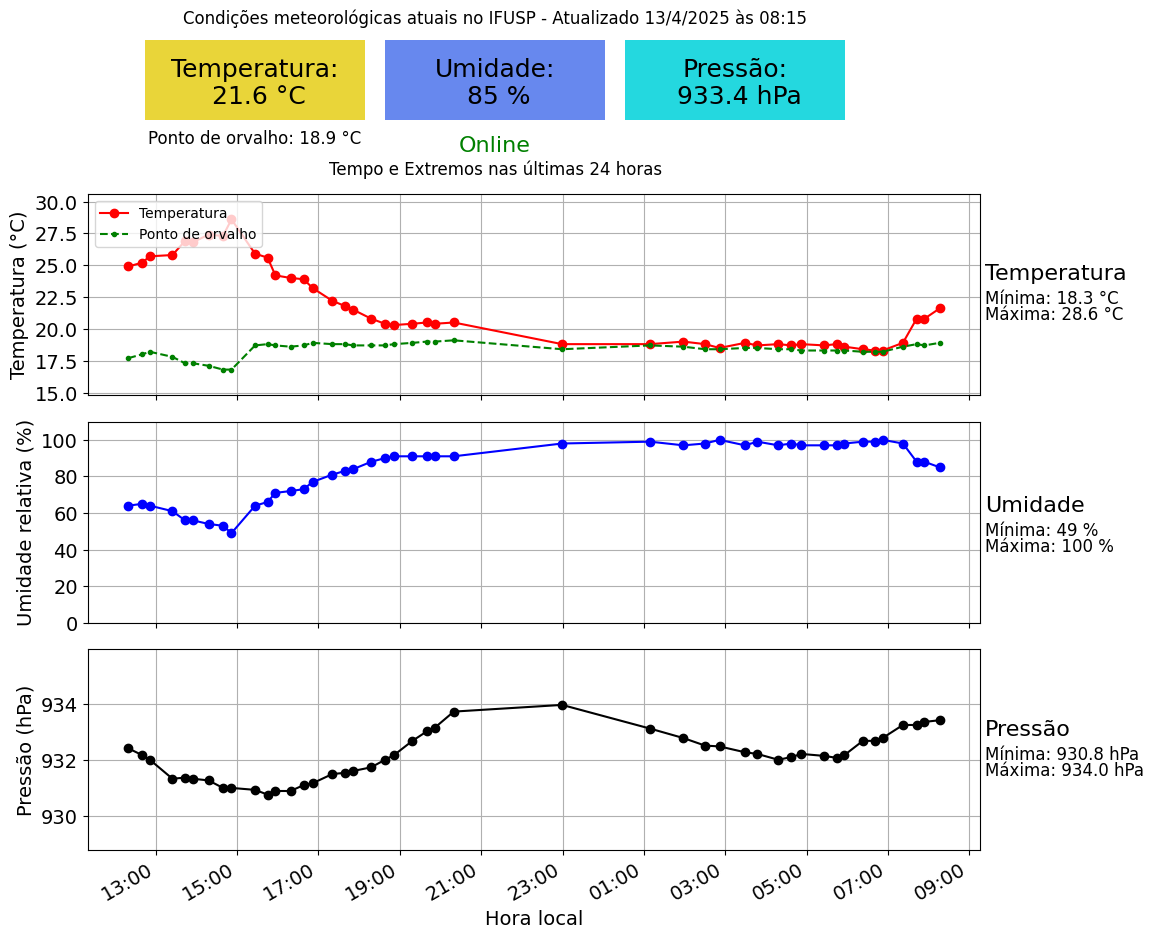 Condições meteorológicas atuais no IFUSP - Atualizado 13/4/2025 às 08:15
Temperatura:
21.6 °C
Umidade:
85 %
Pressão:
933.4 hPa
Ponto de orvalho: 18.9 °C
Online
Tempo e Extremos nas últimas 24 horas
Temperatura (°C)
30.0
27.5
25.0
22.5
20.0
17.5
15.0
Temperatura
Ponto de orvalho
Temperatura
Mínima: 18.3 °C
Máxima: 28.6 °C
Umidade relativa (%)
100
80
60
40
20
0
Umidade
Mínima: 49 %
Máxima: 100 %
Pressão (hPa)
934
932
930
Pressão
Mínima: 930.8 hPa
Máxima: 934.0 hPa
13:00
15:00
17:00
19:00
21:00
23:00
01:00
03:00
05:00
07:00
09:00
Hora local